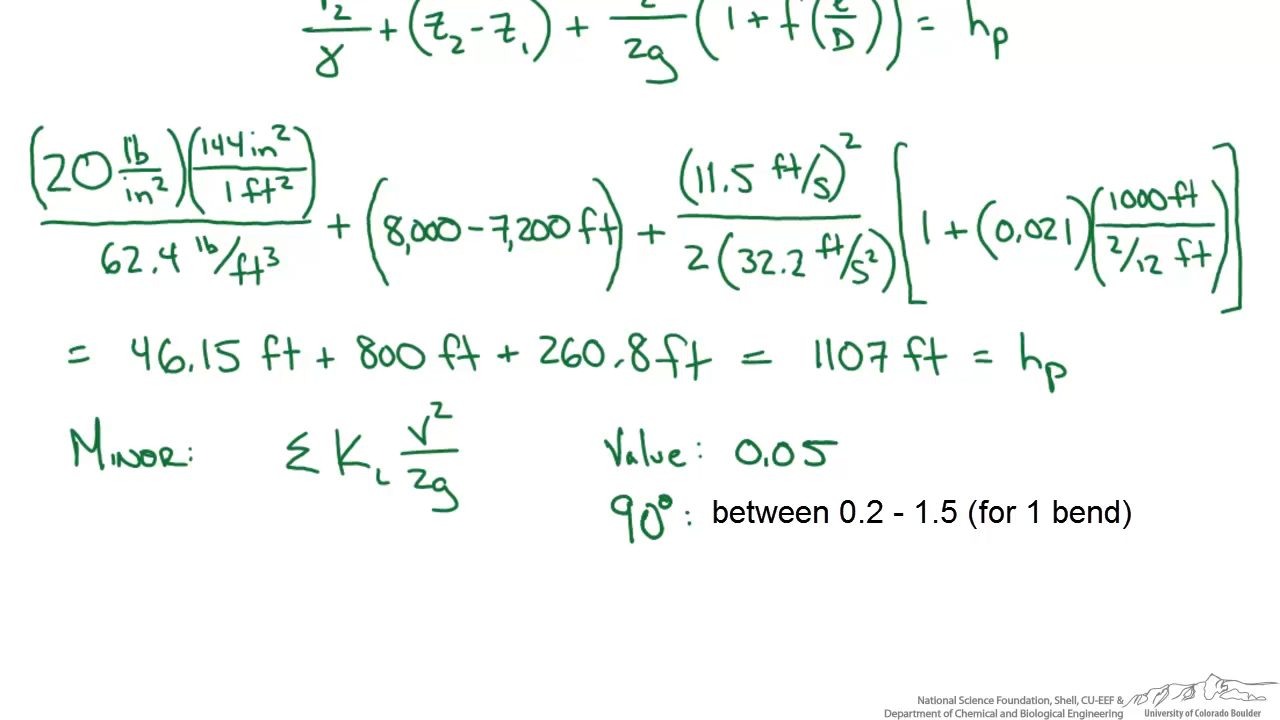 p₂/γ + (z₂ - z₁) + V₂²/2g (1 + f(ℓ/D)) = hp
(20 lb/in²)(144 in²/1 ft²)/62.4 lb/ft³ + (8,000 - 7,200 ft) + (11.5 ft/s)²/2(32.2 ft/s²) [1 + (0.021)(1000 ft/2/12 ft)]
= 46.15 ft + 800 ft + 260.8 ft = 1107 ft = hp
MINOR: Σ K_L V²/2g Value: 0.05
90°: between 0.2 - 1.5 (for 1 bend)
National Science Foundation, Shell, CU-EEF &
Department of Chemical and Biological Engineering
University of Colorado Boulder